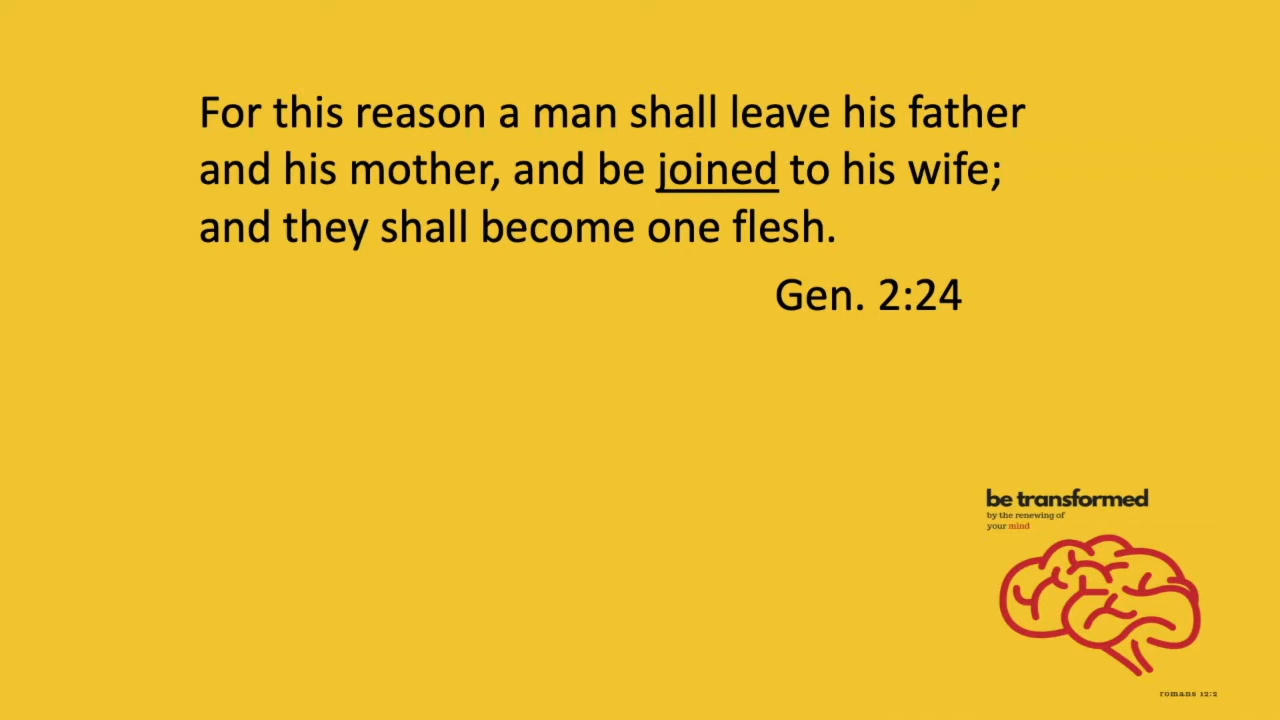 For this reason a man shall leave his father
and his mother, and be joined to his wife;
and they shall become one flesh.
Gen. 2:24
be transformed
by the renewing of
your mind
romans 12:2